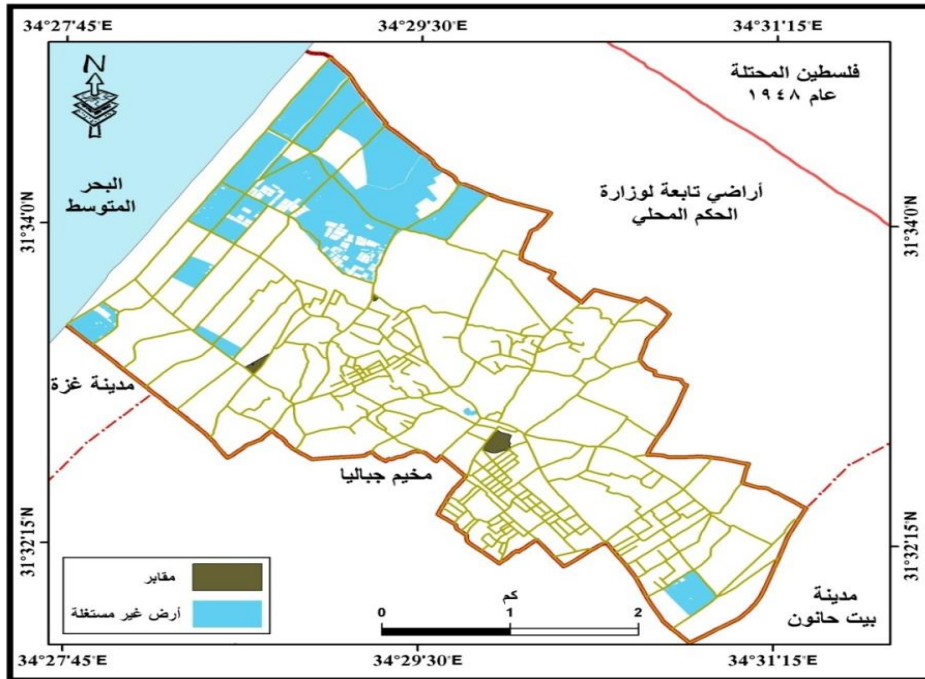 34°27'45"E
34°29'30"E
34°31'15"E
N
فلسطين المحتلة
عام ١٩٤٨
البحر
المتوسط
أراضي تابعة لوزارة
الحكم المحلي
31°34'0"N
31°34'0"N
مدينة غزة
مخيم جباليا
31°32'15"N
31°32'15"N
مقابر
أرض غير مستغلة
كم
0 1 2
مدينة
بيت حانون
34°27'45"E
34°29'30"E
34°31'15"E